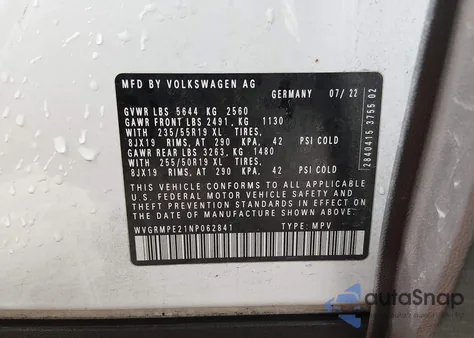 MFD BY VOLKSWAGEN AG
GERMANY 07/22
GVWR LBS 5644 KG 2560
GAWR FRONT LBS 2491, KG 1130
WITH 235/55R19 XL TIRES,
8JX19 RIMS, AT 290 KPA, 42 PSI COLD
GAWR REAR LBS 3263, KG 1480
WITH 255/50R19 XL TIRES,
8JX19 RIMS, AT 290 KPA, 42 PSI COLD
THIS VEHICLE CONFORMS TO ALL APPLICABLE
U.S. FEDERAL MOTOR VEHICLE SAFETY AND
THEFT PREVENTION STANDARDS IN EFFECT ON
THE DATE OF MANUFACTURE SHOWN ABOVE.
WVGRMPE21NP062841 TYPE: MPV
2840415 3755 02
autoSnap